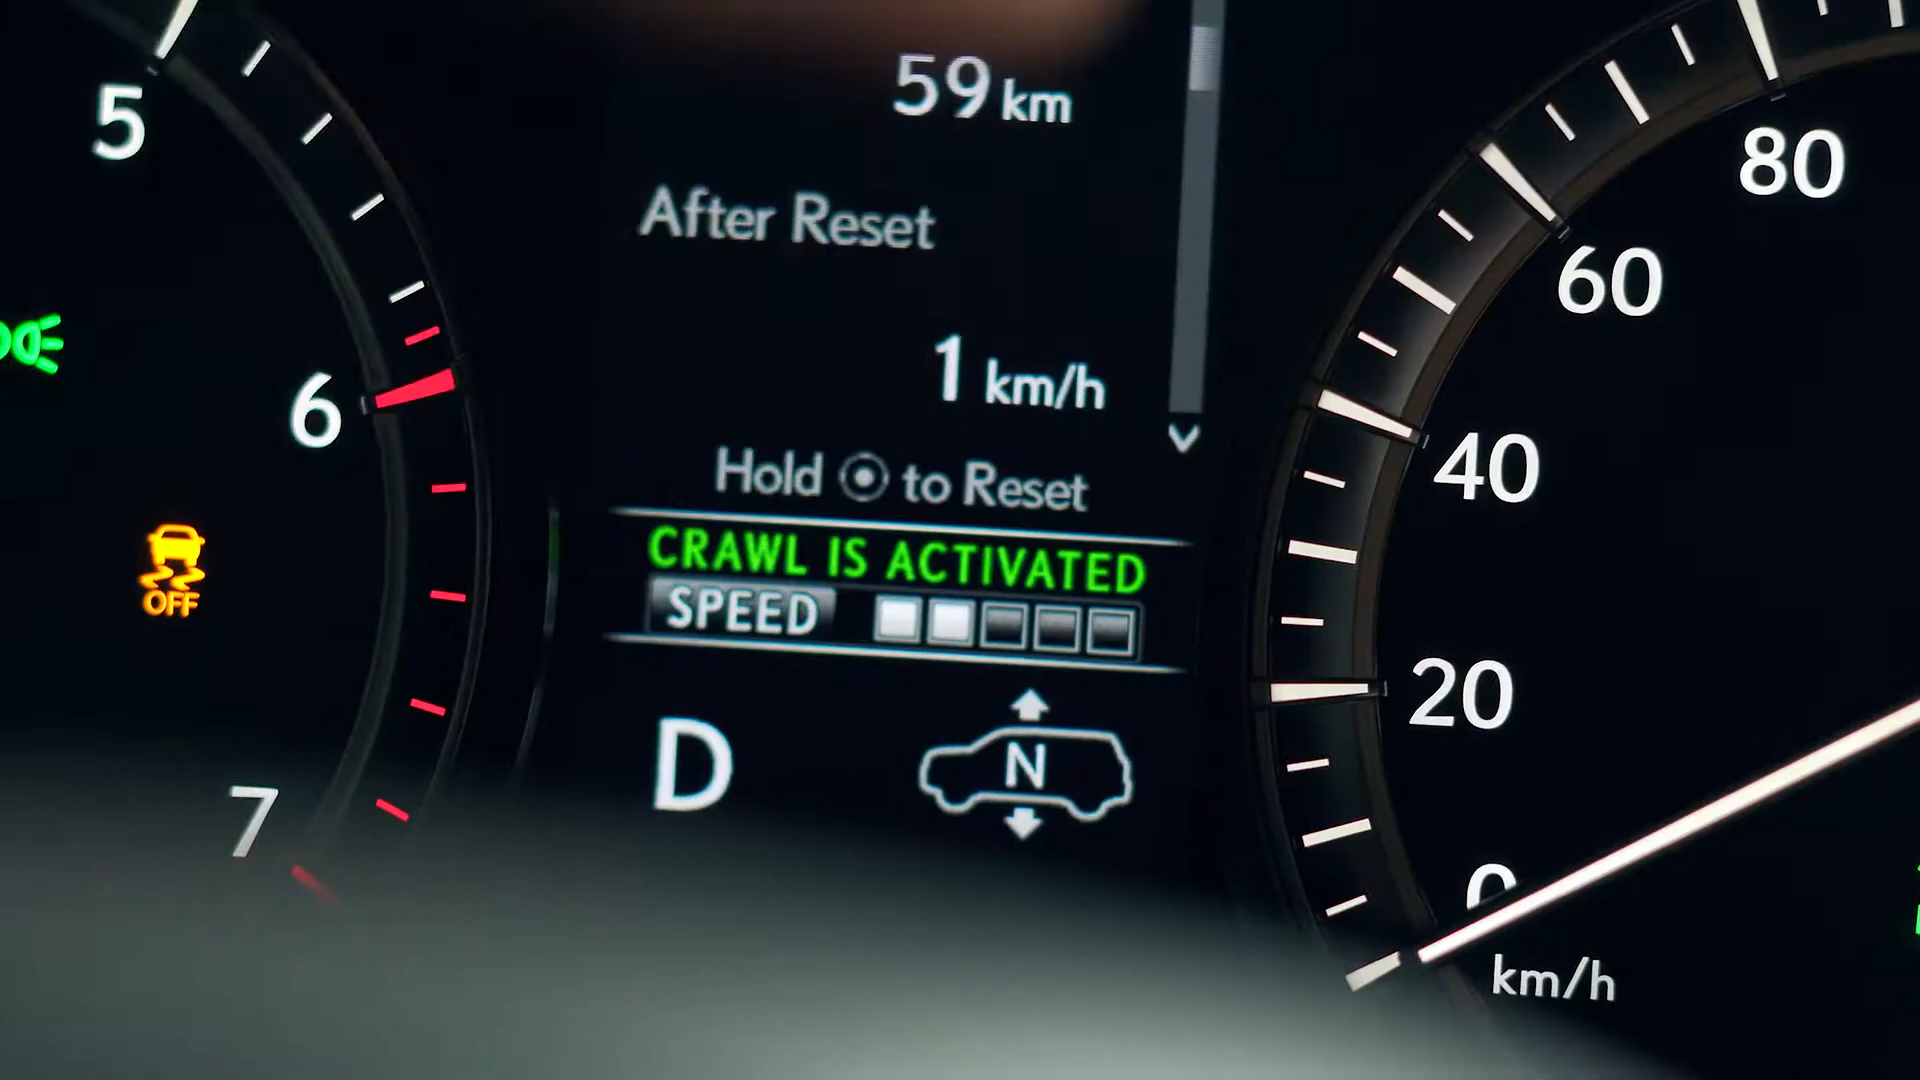 5
6
7
OFF
59 km
After Reset
1 km/h
Hold to Reset
CRAWL IS ACTIVATED
SPEED
D
N
80
60
40
20
0
km/h